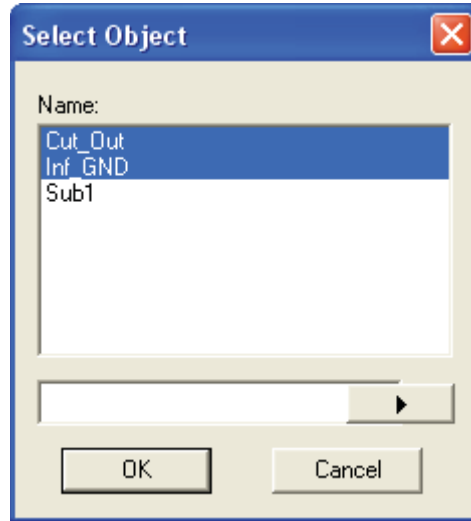 Select Object
Name:
Cut_Out
Inf_GND
Sub1
OK Cancel